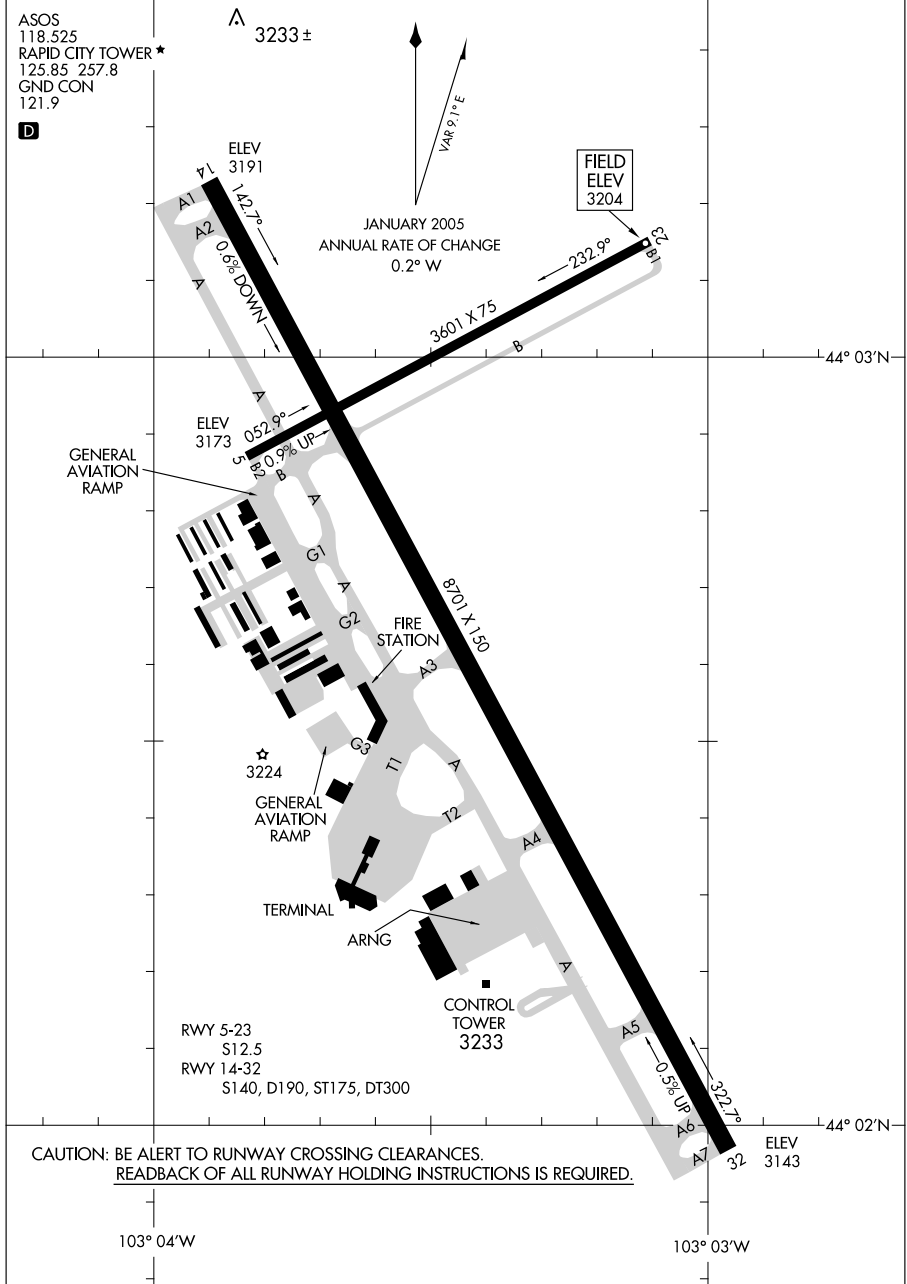 ASOS
118.525
RAPID CITY TOWER
125.85 257.8
GND CON
121.9
D
3233±
VAR 9.1° E
JANUARY 2005
ANNUAL RATE OF CHANGE
0.2° W
FIELD
ELEV
3204
ELEV
3191
14
142.7°
A1
A2
0.6% DOWN
A
23
B1
232.9°
3601 X 75
B
44° 03'N
A
ELEV
3173
052.9°
0.9% UP
5
B2
B
GENERAL
AVIATION
RAMP
A
G1
A
G2
8701 X 150
FIRE
STATION
A3
G3
T1
A
3224
GENERAL
AVIATION
RAMP
T2
A4
TERMINAL
ARNG
A
CONTROL
TOWER
3233
A5
0.5% UP
322.7°
A6
A7
32
ELEV
3143
44° 02'N
RWY 5-23
S12.5
RWY 14-32
S140, D190, ST175, DT300
CAUTION: BE ALERT TO RUNWAY CROSSING CLEARANCES.
READBACK OF ALL RUNWAY HOLDING INSTRUCTIONS IS REQUIRED.
103° 04'W
103° 03'W